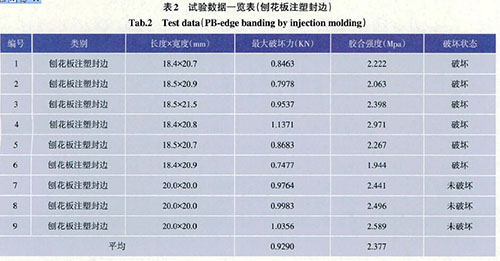 表2 试验数据一览表(刨花板注塑封边)
Tab.2 Test data(PB-edge banding by injection molding)
编号 类别 长度×宽度(mm) 最大破坏力(KN) 胶合强度(Mpa) 破坏状态
1 刨花板注塑封边 18.4×20.7 0.8463 2.222 破坏
2 刨花板注塑封边 18.5×20.9 0.7978 2.063 破坏
3 刨花板注塑封边 18.5×21.5 0.9537 2.398 破坏
4 刨花板注塑封边 18.4×20.8 1.1371 2.971 破坏
5 刨花板注塑封边 18.5×20.7 0.8683 2.267 破坏
6 刨花板注塑封边 18.4×20.9 0.7477 1.944 破坏
7 刨花板注塑封边 20.0×20.0 0.9764 2.441 未破坏
8 刨花板注塑封边 20.0×20.0 0.9983 2.496 未破坏
9 刨花板注塑封边 20.0×20.0 1.0356 2.589 未破坏
平均 0.9290 2.377